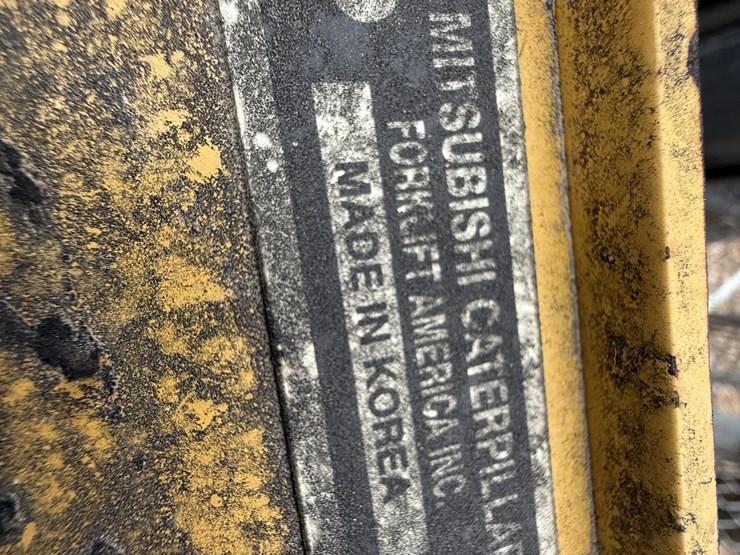 MITSUBISHI CATERPILLAR
FORKLIFT AMERICA INC.
MADE IN KOREA